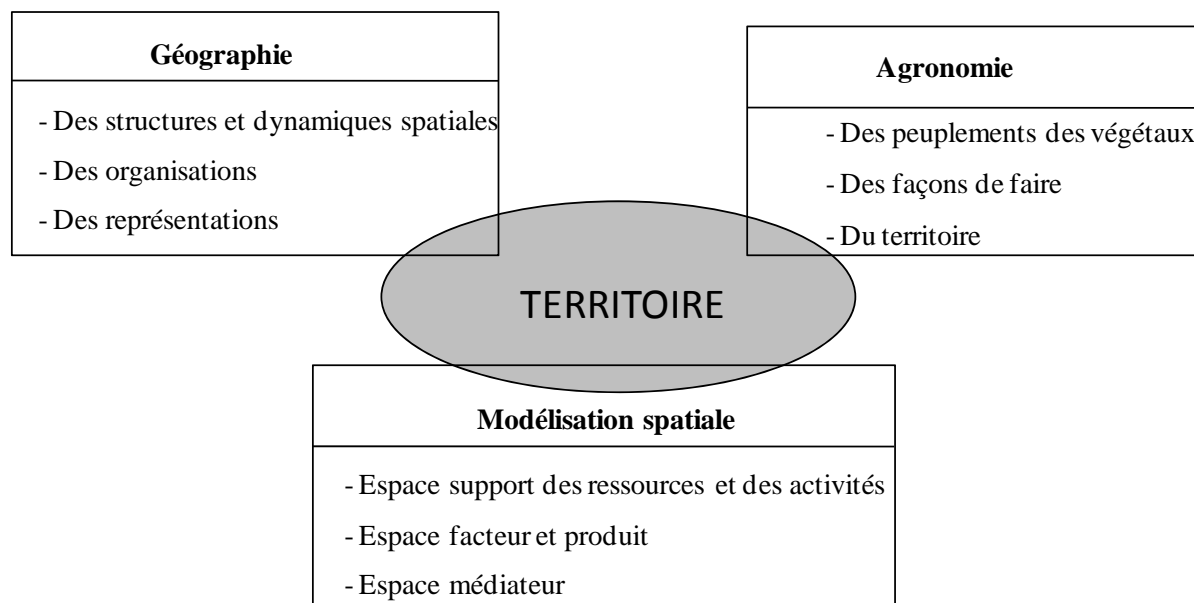 Géographie
- Des structures et dynamiques spatiales
- Des organisations
- Des représentations
Agronomie
- Des peuplements des végétaux
- Des façons de faire
- Du territoire
TERRITOIRE
Modélisation spatiale
- Espace support des ressources et des activités
- Espace facteur et produit
- Espace médiateur